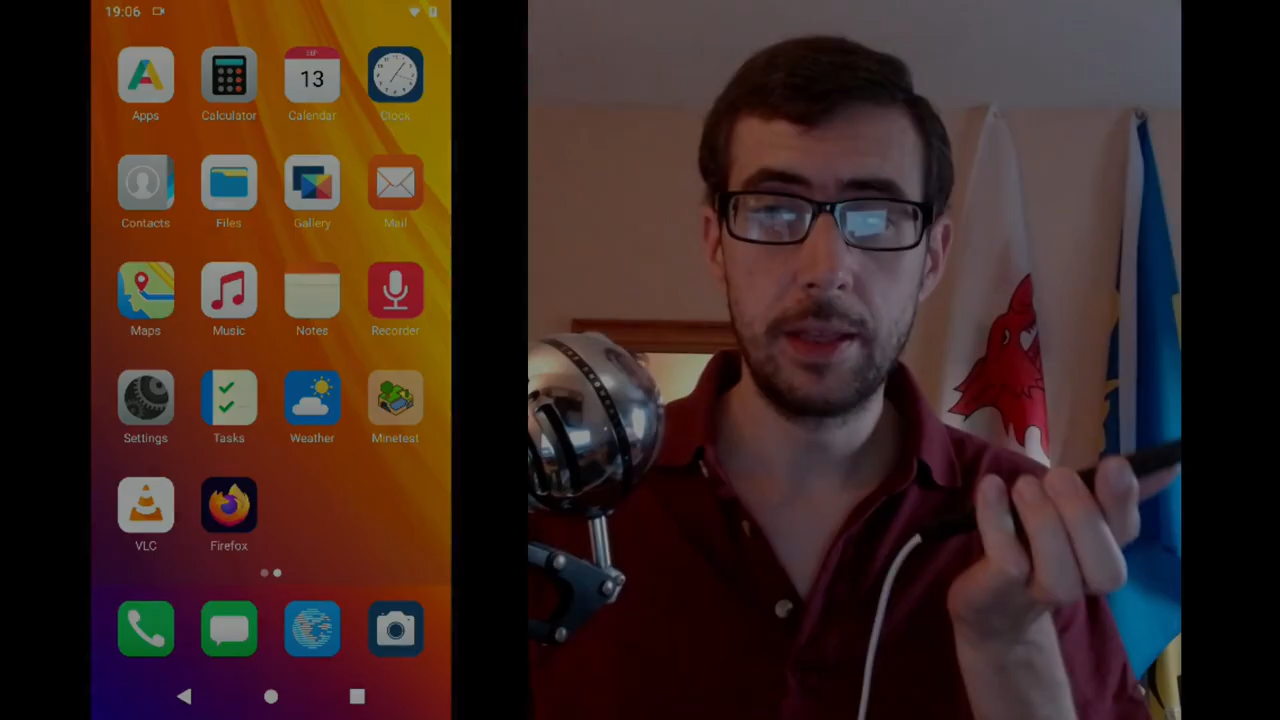 19:06
SEP
13
Apps Calculator Calendar Clock
Contacts Files Gallery Mail
Maps Music Notes Recorder
Settings Tasks Weather Minetest
VLC Firefox